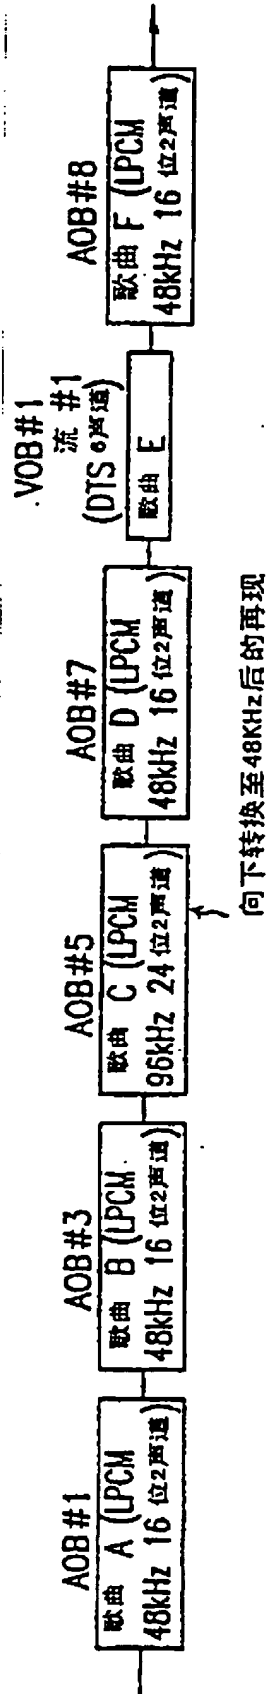 AOB#1
歌曲 A (LPCM
48kHz 16 位2声道)
AOB#3
歌曲 B (LPCM
48kHz 16 位2声道)
AOB#5
歌曲 C (LPCM
96kHz 24 位2声道)
向下转换至48KHz后的再现
AOB#7
歌曲 D (LPCM
48kHz 16 位2声道)
VOB#1
流 #1
(DTS 6声道)
歌曲 E
AOB#8
歌曲 F (LPCM
48kHz 16 位2声道)